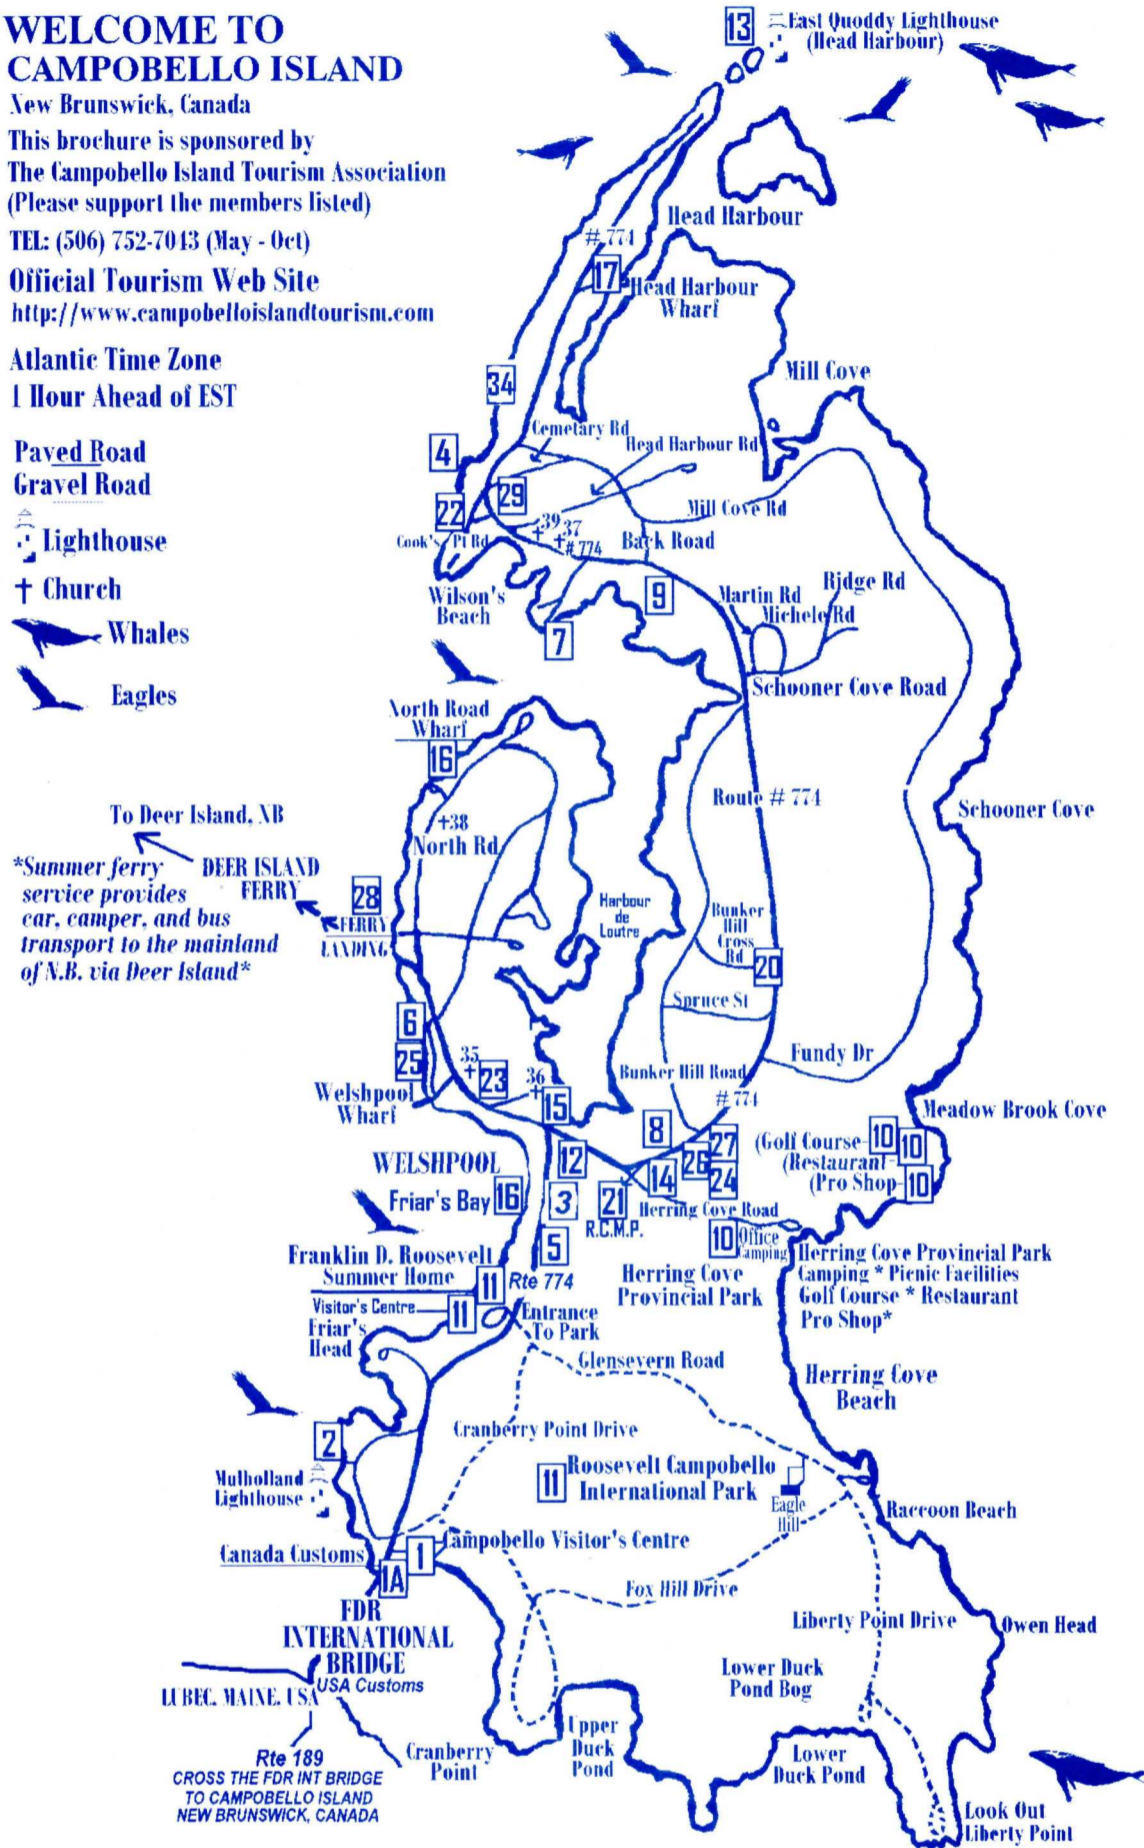 WELCOME TO
CAMPOBELLO ISLAND
New Brunswick, Canada
This brochure is sponsored by
The Campobello Island Tourism Association
(Please support the members listed)
TEL: (506) 752-7043 (May - Oct)
Official Tourism Web Site
http://www.campobelloislandtourism.com
Atlantic Time Zone
1 Hour Ahead of EST
Paved Road
Gravel Road
Lighthouse
Church
Whales
Eagles
13
East Quoddy Lighthouse
(Head Harbour)
Head Harbour
# 774
17
Head Harbour
Wharf
34
Mill Cove
4
Cemetary Rd
Head Harbour Rd
29
22
Mill Cove Rd
Cook's Pt Rd
39
37
# 774
Back Road
Wilson's
Beach
7
9
Martin Rd
Ridge Rd
Michele Rd
Schooner Cove Road
North Road
Wharf
16
Route # 774
Schooner Cove
38
North Rd
To Deer Island, NB
*Summer ferry
service provides
car, camper, and bus
transport to the mainland
of N.B. via Deer Island*
DEER ISLAND
FERRY
28
FERRY
LANDING
Harbour
de
Loutre
Bunker
Hill
Cross
Rd
20
Spruce St
6
25
35
23
36
15
Bunker Hill Road
Fundy Dr
# 774
Welshpool
Wharf
Meadow Brook Cove
8
27
26
24
(Golf Course
10
10
(Restaurant
(Pro Shop
10
WELSHPOOL
12
14
21
R.C.M.P.
Friar's Bay
16
3
Herring Cove Road
5
10
Office
Camping
Franklin D. Roosevelt
Summer Home
11
Rte 774
Herring Cove
Provincial Park
Herring Cove Provincial Park
Camping * Picnic Facilities
Golf Course * Restaurant
Pro Shop*
Visitor's Centre
11
Friar's
Head
Entrance
To Park
Glensevern Road
Herring Cove
Beach
2
Cranberry Point Drive
Mulholland
Lighthouse
11
Roosevelt Campobello
International Park
Eagle
Hill
Raccoon Beach
Canada Customs
1
Campobello Visitor's Centre
1A
Fox Hill Drive
FDR
INTERNATIONAL
BRIDGE
USA Customs
Liberty Point Drive
Owen Head
LUBEC, MAINE, USA
Lower Duck
Pond Bog
Rte 189
CROSS THE FDR INT BRIDGE
TO CAMPOBELLO ISLAND
NEW BRUNSWICK, CANADA
Cranberry
Point
Upper
Duck
Pond
Lower
Duck Pond
Look Out
Liberty Point